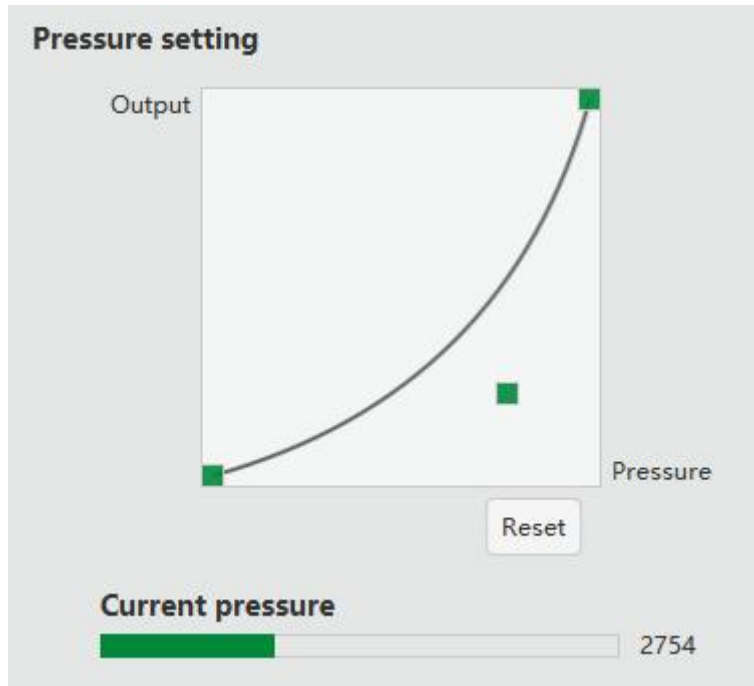 Pressure setting
Output
Pressure
Reset
Current pressure
2754